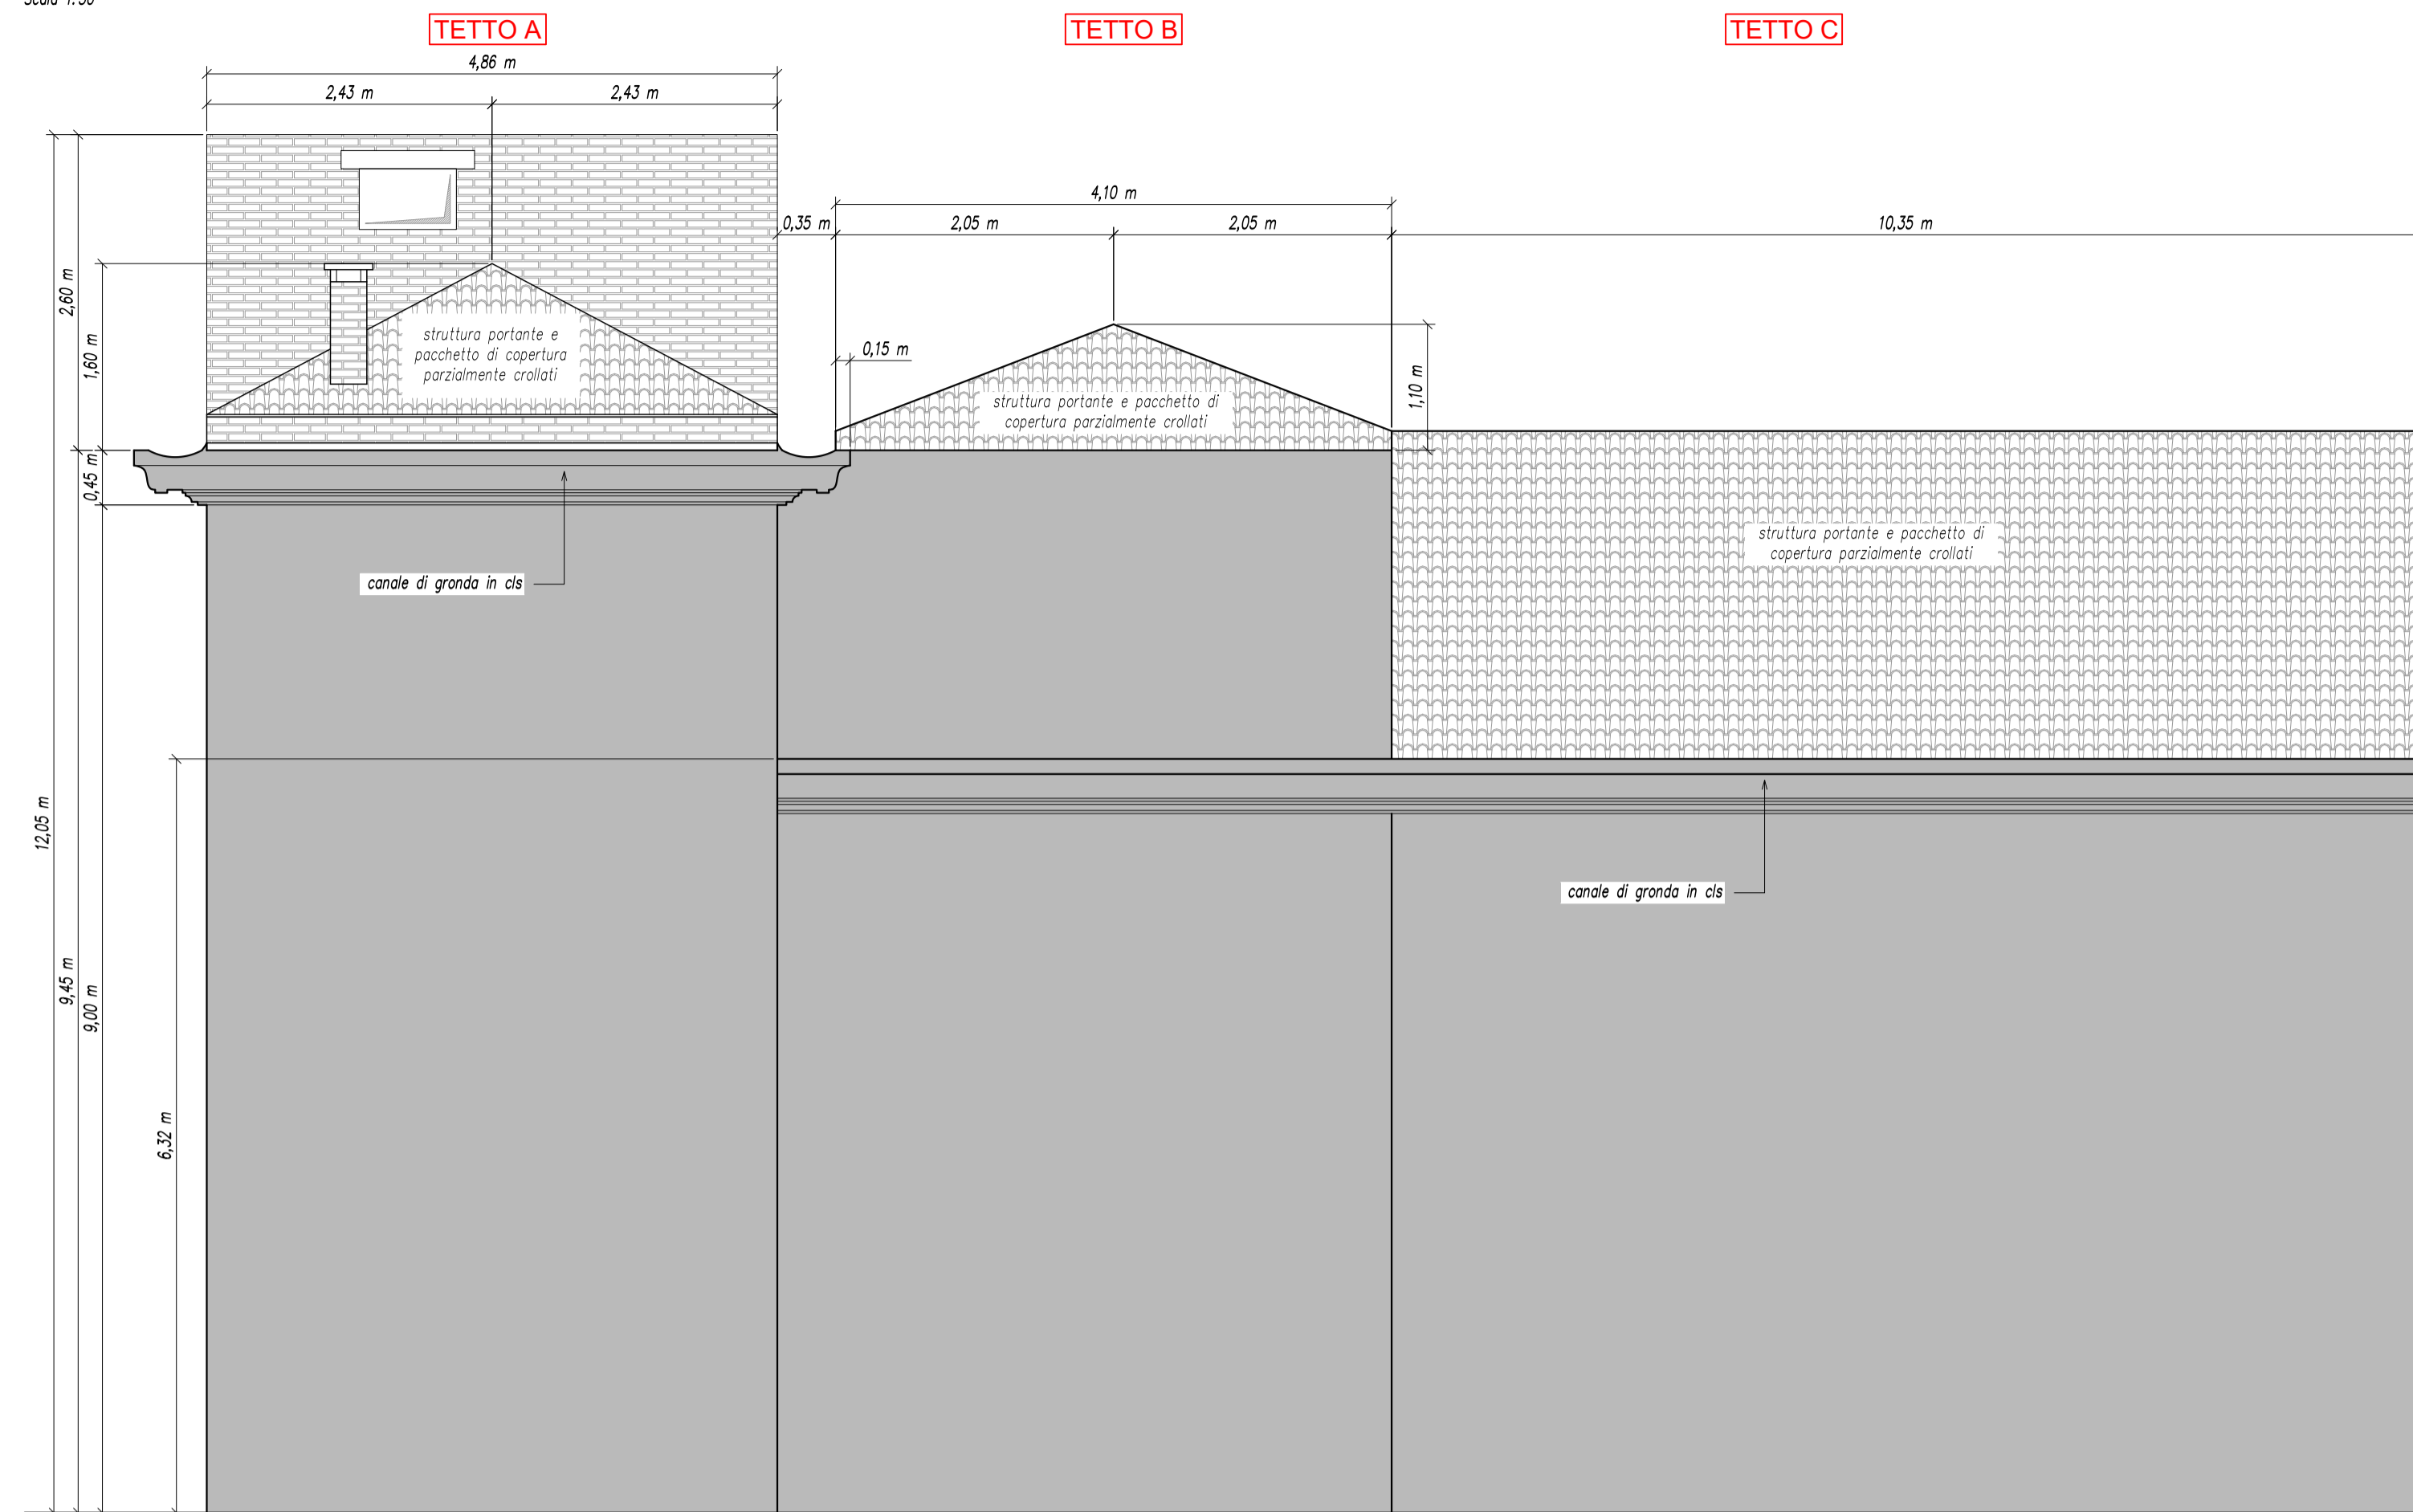 TETTO A
TETTO B
TETTO C
4,86 m
2,43 m
2,43 m
4,10 m
0,35 m
2,05 m
2,05 m
10,35 m
2,60 m
1,60 m
0,15 m
1,10 m
struttura portante e
pacchetto di copertura
parzialmente crollati
struttura portante e pacchetto di
copertura parzialmente crollati
0,45 m
struttura portante e pacchetto di
copertura parzialmente crollati
canale di gronda in cls
12,05 m
9,45 m
9,00 m
6,32 m
canale di gronda in cls